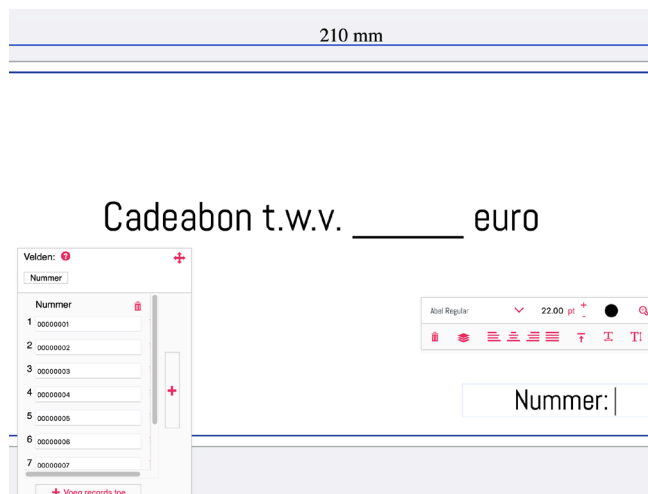 210 mm
Cadeabon t.w.v. ______ euro
Velden: ?
Nummer
Nummer
1 00000001
2 00000002
3 00000003
4 00000004
5 00000005
6 00000006
7 00000007
+ Voeg records toe
Abel Regular 22.00 pt + -
Nummer: